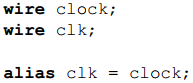 wire clock;
wire clk;
alias clk = clock;